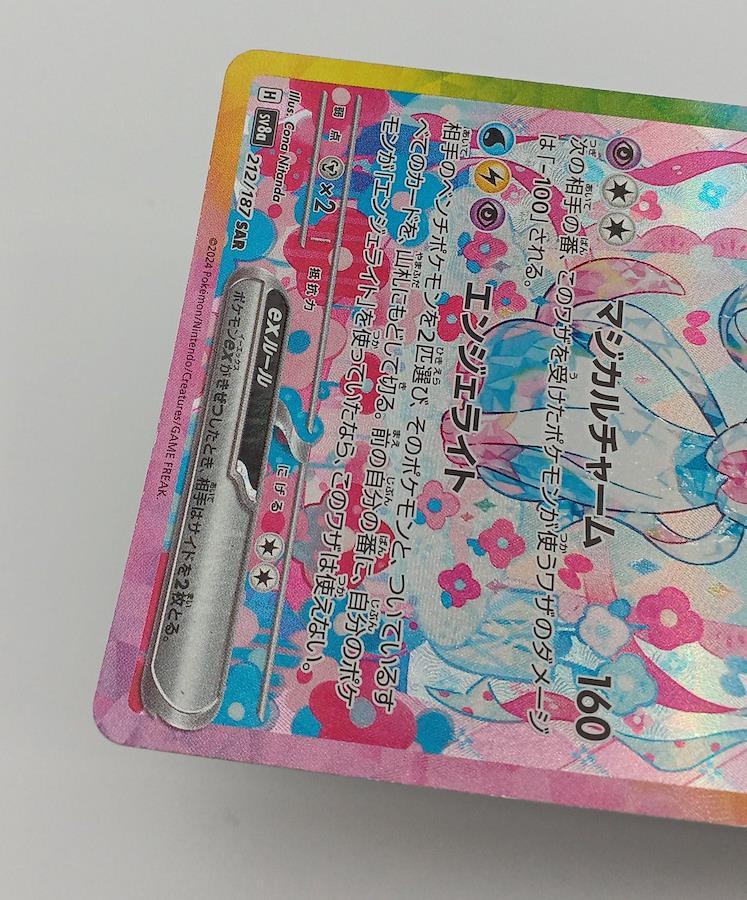 マジカルチャーム 160
次の相手の番、このワザを受けたポケモンが使うワザのダメージ
は「-100」される。
エンジェライト
相手のベンチポケモンを2匹選び、そのポケモンと、ついているす
べてのカードを、山札にもどして切る。前の自分の番に、自分のポケ
モンが「エンジェライト」を使っていたなら、このワザは使えない。
弱点 ×2 抵抗力 にげる
Illus. Cona Nitanda
H SV8a 212/187 SAR
exルール
ポケモンexがきぜつしたとき、相手はサイドを2枚とる。
©2024 Pokémon/Nintendo/Creatures/GAME FREAK.